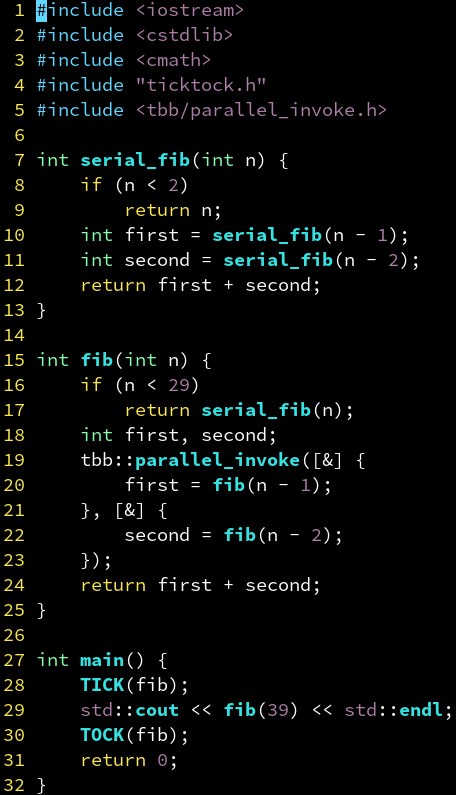 1 #include <iostream>
2 #include <cstdlib>
3 #include <cmath>
4 #include "ticktock.h"
5 #include <tbb/parallel_invoke.h>
6
7 int serial_fib(int n) {
8     if (n < 2)
9         return n;
10     int first = serial_fib(n - 1);
11     int second = serial_fib(n - 2);
12     return first + second;
13 }
14
15 int fib(int n) {
16     if (n < 29)
17         return serial_fib(n);
18     int first, second;
19     tbb::parallel_invoke([&] {
20         first = fib(n - 1);
21     }, [&] {
22         second = fib(n - 2);
23     });
24     return first + second;
25 }
26
27 int main() {
28     TICK(fib);
29     std::cout << fib(39) << std::endl;
30     TOCK(fib);
31     return 0;
32 }